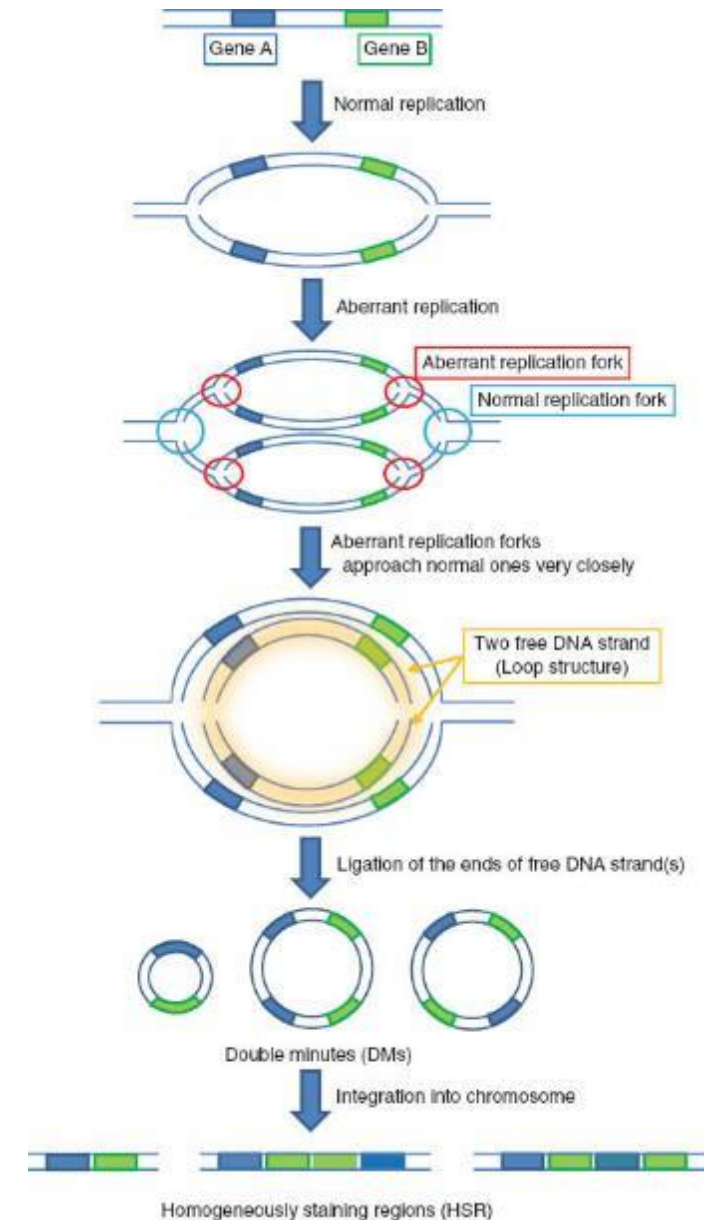 Gene A
Gene B
Normal replication
Aberrant replication
Aberrant replication fork
Normal replication fork
Aberrant replication forks
approach normal ones very closely
Two free DNA strand
(Loop structure)
Ligation of the ends of free DNA strand(s)
Double minutes (DMs)
Integration into chromosome
Homogeneously staining regions (HSR)